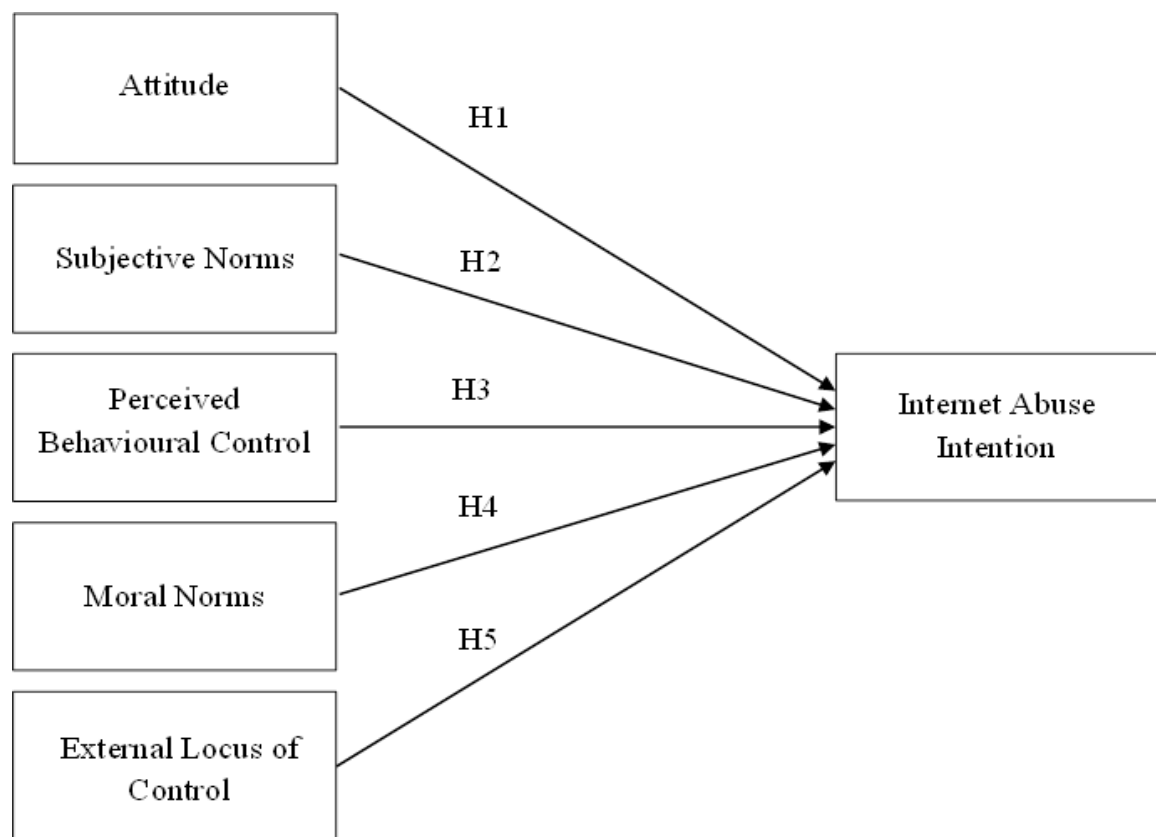 Attitude
H1
Subjective Norms
H2
Perceived
Behavioural Control
H3
Internet Abuse
Intention
Moral Norms
H4
External Locus of
Control
H5